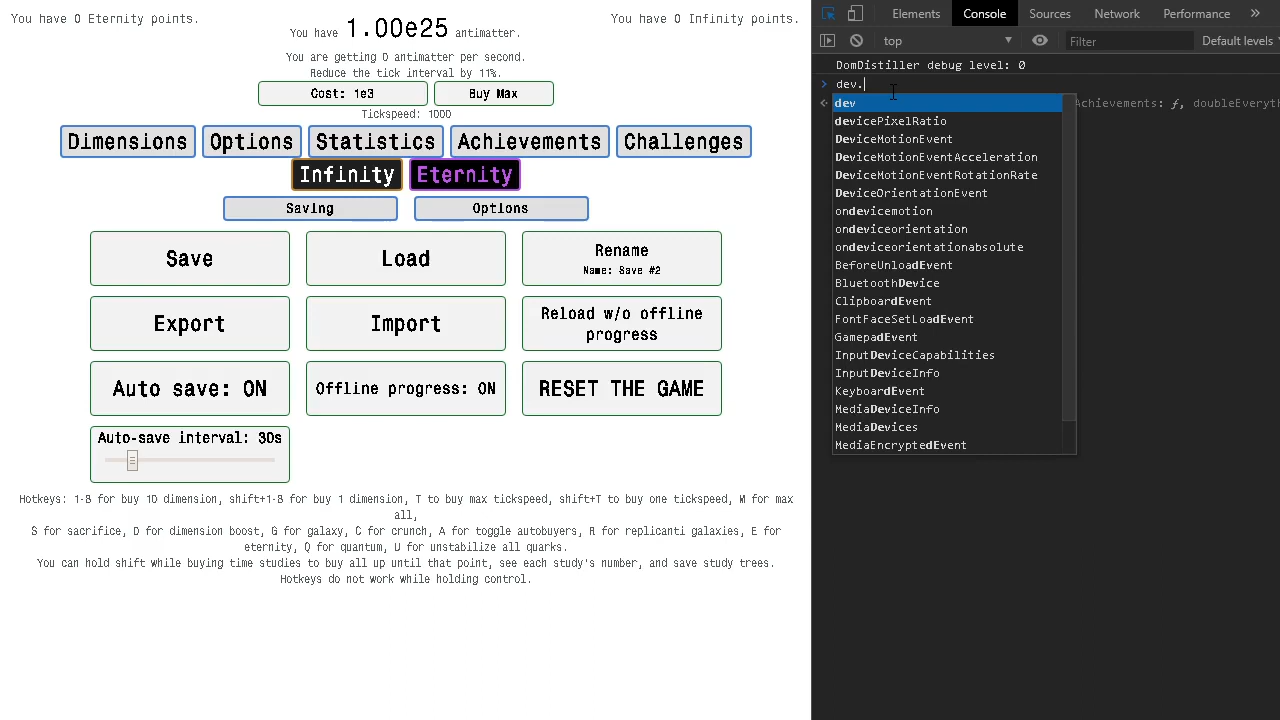 You have 0 Eternity points.
You have 1.00e25 antimatter.
You have 0 Infinity points.
You are getting 0 antimatter per second.
Reduce the tick interval by 11%.
Cost: 1e3
Buy Max
Tickspeed: 1000
Dimensions
Options
Statistics
Achievements
Challenges
Infinity
Eternity
Saving
Options
Save
Load
Rename
Name: Save #2
Export
Import
Reload w/o offline
progress
Auto save: ON
Offline progress: ON
RESET THE GAME
Auto-save interval: 30s
Hotkeys: 1-8 for buy 10 dimension, shift+1-8 for buy 1 dimension, T to buy max tickspeed, shift+T to buy one tickspeed, M for max
all,
S for sacrifice, D for dimension boost, G for galaxy, C for crunch, A for toggle autobuyers, R for replicanti galaxies, E for
eternity, Q for quantum, U for unstabilize all quarks.
You can hold shift while buying time studies to buy all up until that point, see each study's number, and save study trees.
Hotkeys do not work while holding control.
Elements
Console
Sources
Network
Performance
»
top
Filter
Default levels
DomDistiller debug level: 0
dev.
Achievements: ƒ, doubleEveryth
dev
devicePixelRatio
DeviceMotionEvent
DeviceMotionEventAcceleration
DeviceMotionEventRotationRate
DeviceOrientationEvent
ondevicemotion
ondeviceorientation
ondeviceorientationabsolute
BeforeUnloadEvent
BluetoothDevice
ClipboardEvent
FontFaceSetLoadEvent
GamepadEvent
InputDeviceCapabilities
InputDeviceInfo
KeyboardEvent
MediaDeviceInfo
MediaDevices
MediaEncryptedEvent